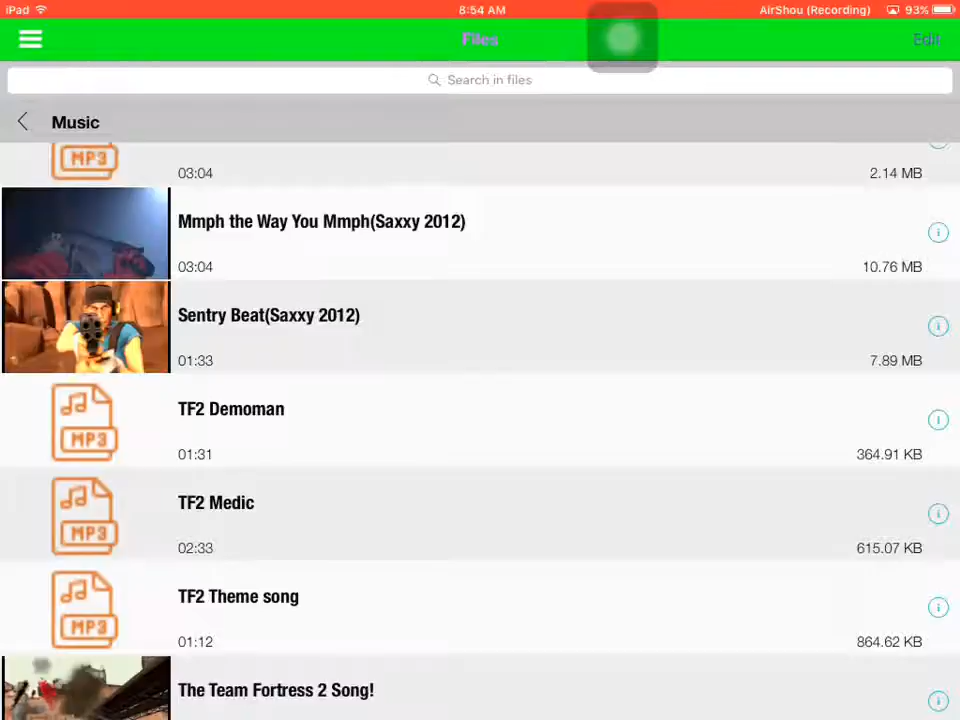 iPad 8:54 AM AirShou (Recording) 93%
Files Edit
Search in files
Music
MP3 03:04 2.14 MB
Mmph the Way You Mmph(Saxxy 2012)
03:04 10.76 MB
Sentry Beat(Saxxy 2012)
01:33 7.89 MB
TF2 Demoman
MP3
01:31 364.91 KB
TF2 Medic
MP3
02:33 615.07 KB
TF2 Theme song
MP3
01:12 864.62 KB
The Team Fortress 2 Song!